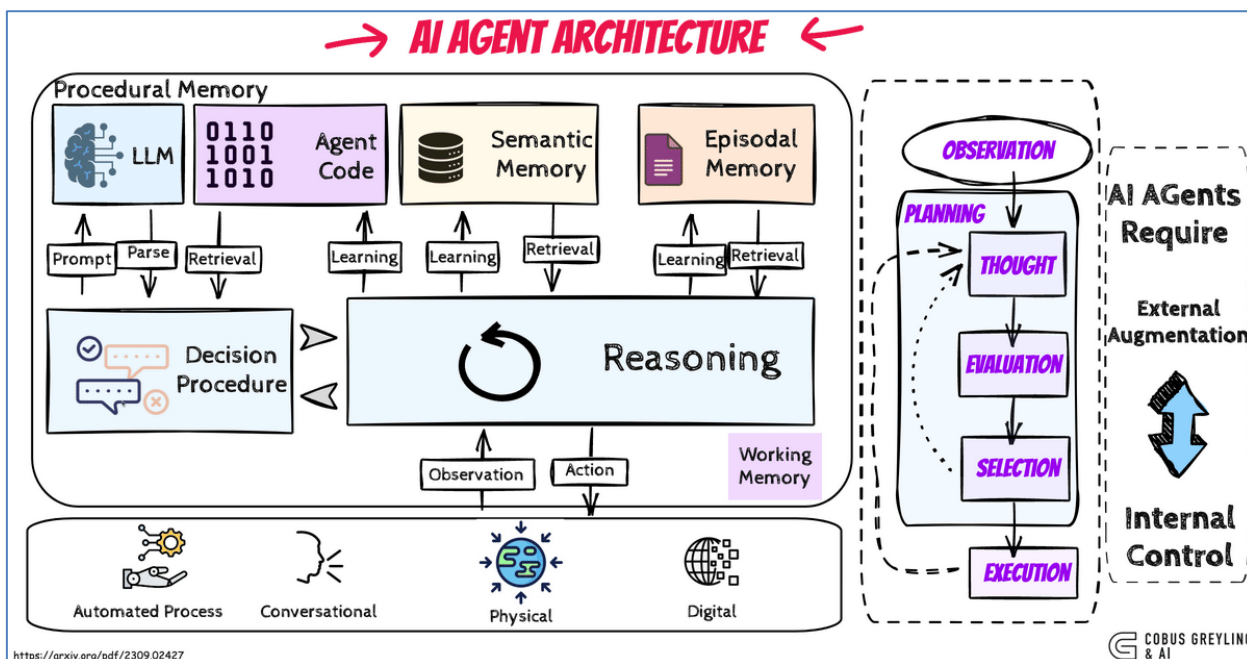 AI AGENT ARCHITECTURE
Procedural Memory
LLM
0110
1001
1010
Agent
Code
Semantic
Memory
Episodal
Memory
Prompt
Parse
Retrieval
Learning
Learning
Retrieval
Learning
Retrieval
Decision
Procedure
Reasoning
Observation
Action
Working
Memory
Automated Process
Conversational
Physical
Digital
https://arxiv.org/pdf/2309.02427
OBSERVATION
PLANNING
THOUGHT
EVALUATION
SELECTION
EXECUTION
AI AGents
Require
External
Augmentation
Internal
Control
COBUS GREYLING
& AI